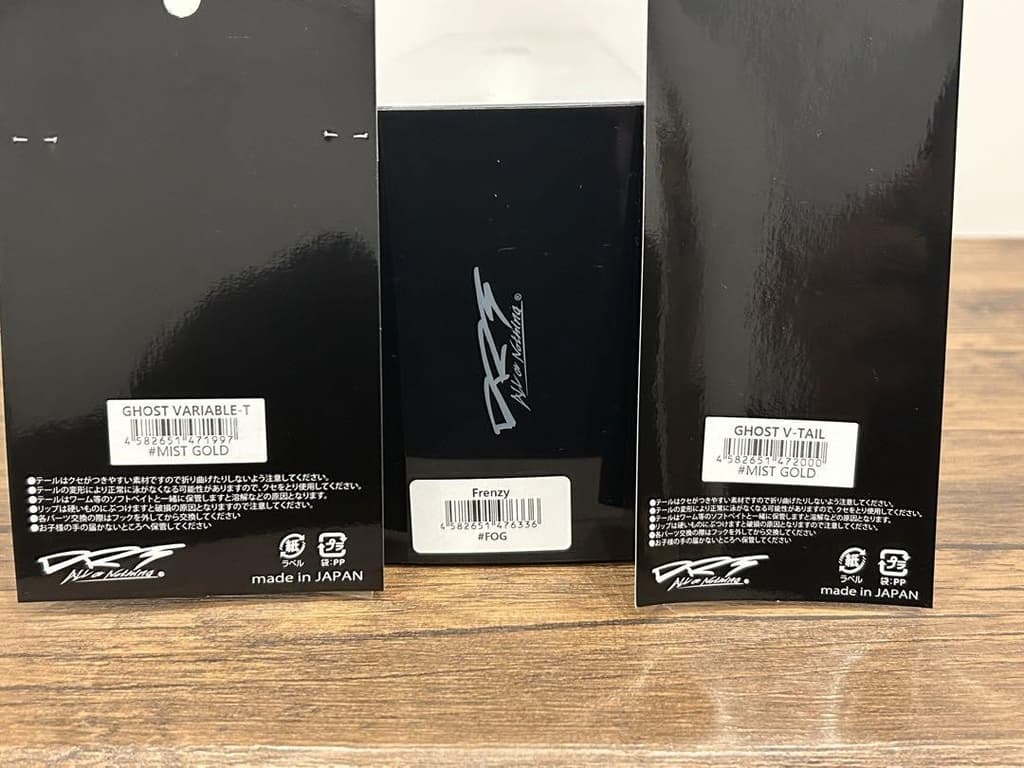 GHOST VARIABLE-T
4 582651 471997
#MIST GOLD
●テールはクセがつきやすい素材ですので折り曲げたりしないよう注意してください。
●テールの変形により正常に泳がなくなる可能性がありますので、クセをとり使用してください。
●テールはワーム等のソフトベイトと一緒に保管しますと溶解などの原因となります。
●リップは硬いものにぶつけますと破損の原因となりますので注意してください。
●各パーツ交換の際はフックを外してから交換してください
●お子様の手の届かないところへ保管してください
DRT
All or Nothing®
紙
ラベル
プラ
袋:PP
made in JAPAN
DRT
All or Nothing®
Frenzy
4 582651 476336
#FOG
GHOST V-TAIL
4 582651 472000
#MIST GOLD
●テールはクセがつきやすい素材ですので折り曲げたりしないよう注意してください。
●テールの変形により正常に泳がなくなる可能性がありますので、クセをとり使用してください。
●テールはワーム等のソフトベイトと一緒に保管しますと溶解などの原因となります。
●リップは硬いものにぶつけますと破損の原因となりますので注意してください。
●各パーツ交換の際はフックを外してから交換してください
●お子様の手の届かないところへ保管してください
DRT
All or Nothing®
紙
ラベル
プラ
袋:PP
made in JAPAN